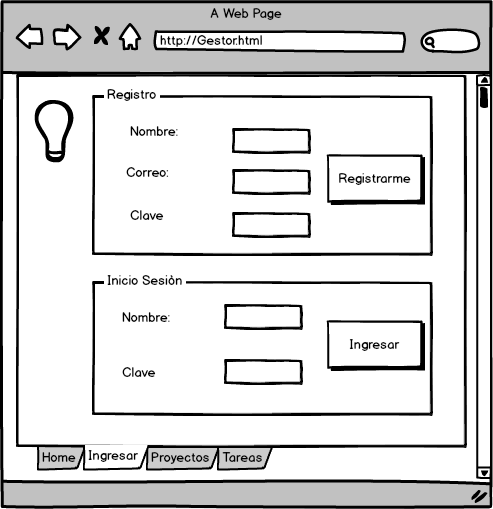 A Web Page
http://Gestor.html
Registro
Nombre:
Correo:
Clave
Registrarme
Inicio Sesiòn
Nombre:
Clave
Ingresar
Home Ingresar Proyectos Tareas